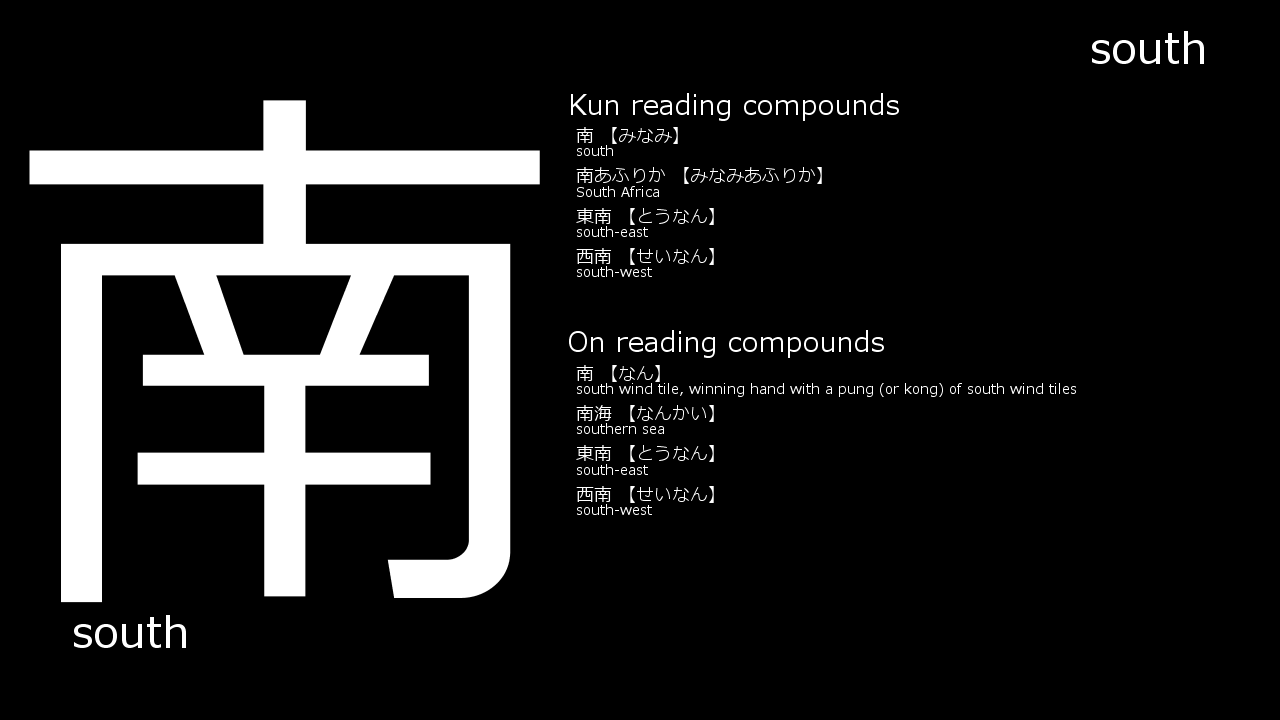 south
南
south
Kun reading compounds
南 【みなみ】
south
南あふりか 【みなみあふりか】
South Africa
東南 【とうなん】
south-east
西南 【せいなん】
south-west
On reading compounds
南 【なん】
south wind tile, winning hand with a pung (or kong) of south wind tiles
南海 【なんかい】
southern sea
東南 【とうなん】
south-east
西南 【せいなん】
south-west